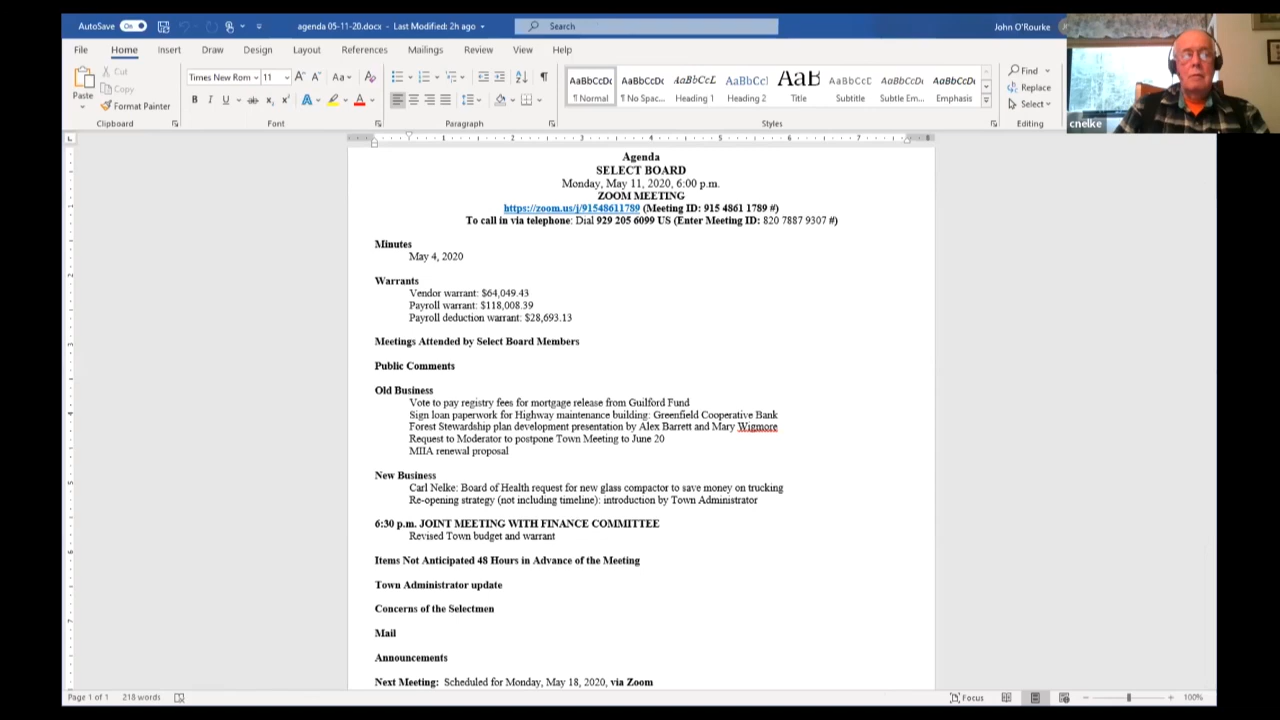 AutoSave On agenda 05-11-20.docx - Last Modified: 2h ago Search John O'Rourke
File Home Insert Draw Design Layout References Mailings Review View Help
Cut
Copy
Format Painter
Paste
Times New Rom 11
AaBbCcDc AaBbCcDc AaBbCcL AaBbCcl AaB AaBbCcC AaBbCcDt AaBbCcDt
¶ Normal ¶ No Spac... Heading 1 Heading 2 Title Subtitle Subtle Em... Emphasis
Find
Replace
Select
Clipboard Font Paragraph Styles Editing
cnelke
Agenda
SELECT BOARD
Monday, May 11, 2020, 6:00 p.m.
ZOOM MEETING
https://zoom.us/j/91548611789 (Meeting ID: 915 4861 1789 #)
To call in via telephone: Dial 929 205 6099 US (Enter Meeting ID: 820 7887 9307 #)
Minutes
May 4, 2020
Warrants
Vendor warrant: $64,049.43
Payroll warrant: $118,008.39
Payroll deduction warrant: $28,693.13
Meetings Attended by Select Board Members
Public Comments
Old Business
Vote to pay registry fees for mortgage release from Guilford Fund
Sign loan paperwork for Highway maintenance building: Greenfield Cooperative Bank
Forest Stewardship plan development presentation by Alex Barrett and Mary Wigmore
Request to Moderator to postpone Town Meeting to June 20
MIIA renewal proposal
New Business
Carl Nelke: Board of Health request for new glass compactor to save money on trucking
Re-opening strategy (not including timeline): introduction by Town Administrator
6:30 p.m. JOINT MEETING WITH FINANCE COMMITTEE
Revised Town budget and warrant
Items Not Anticipated 48 Hours in Advance of the Meeting
Town Administrator update
Concerns of the Selectmen
Mail
Announcements
Next Meeting: Scheduled for Monday, May 18, 2020, via Zoom
Page 1 of 1 218 words Focus 100%